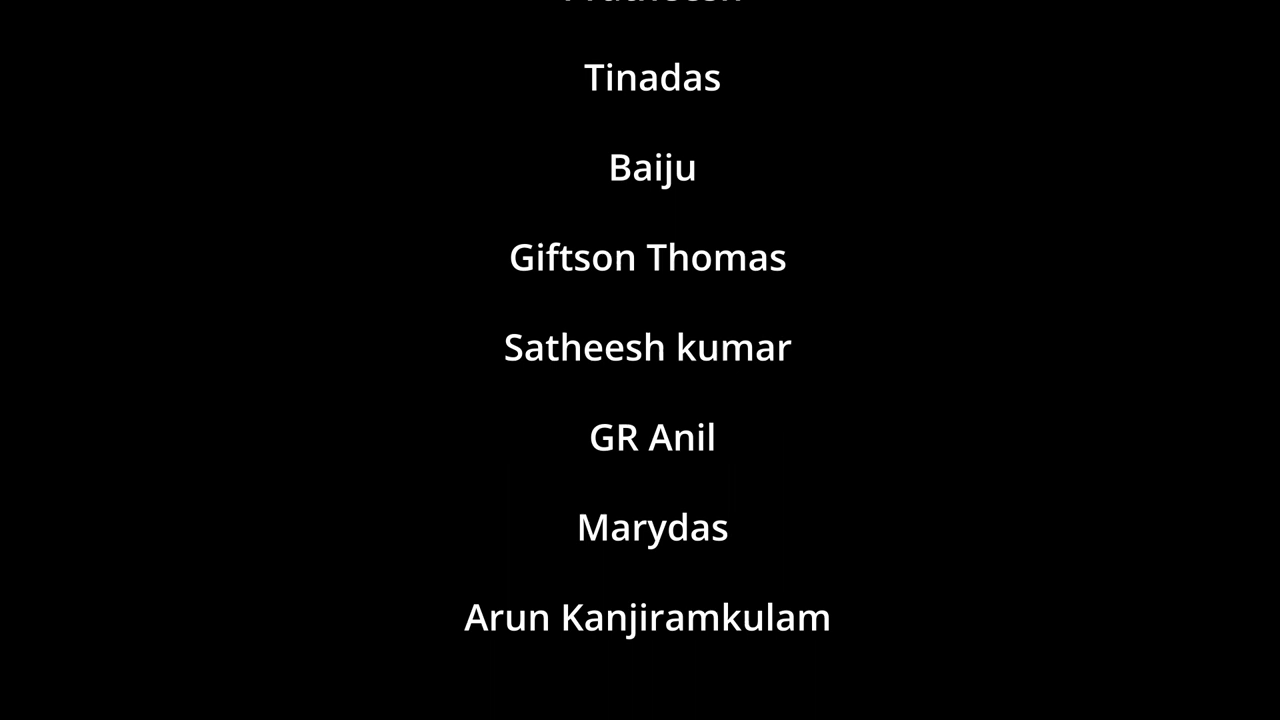 Tinadas
Baiju
Giftson Thomas
Satheesh kumar
GR Anil
Marydas
Arun Kanjiramkulam